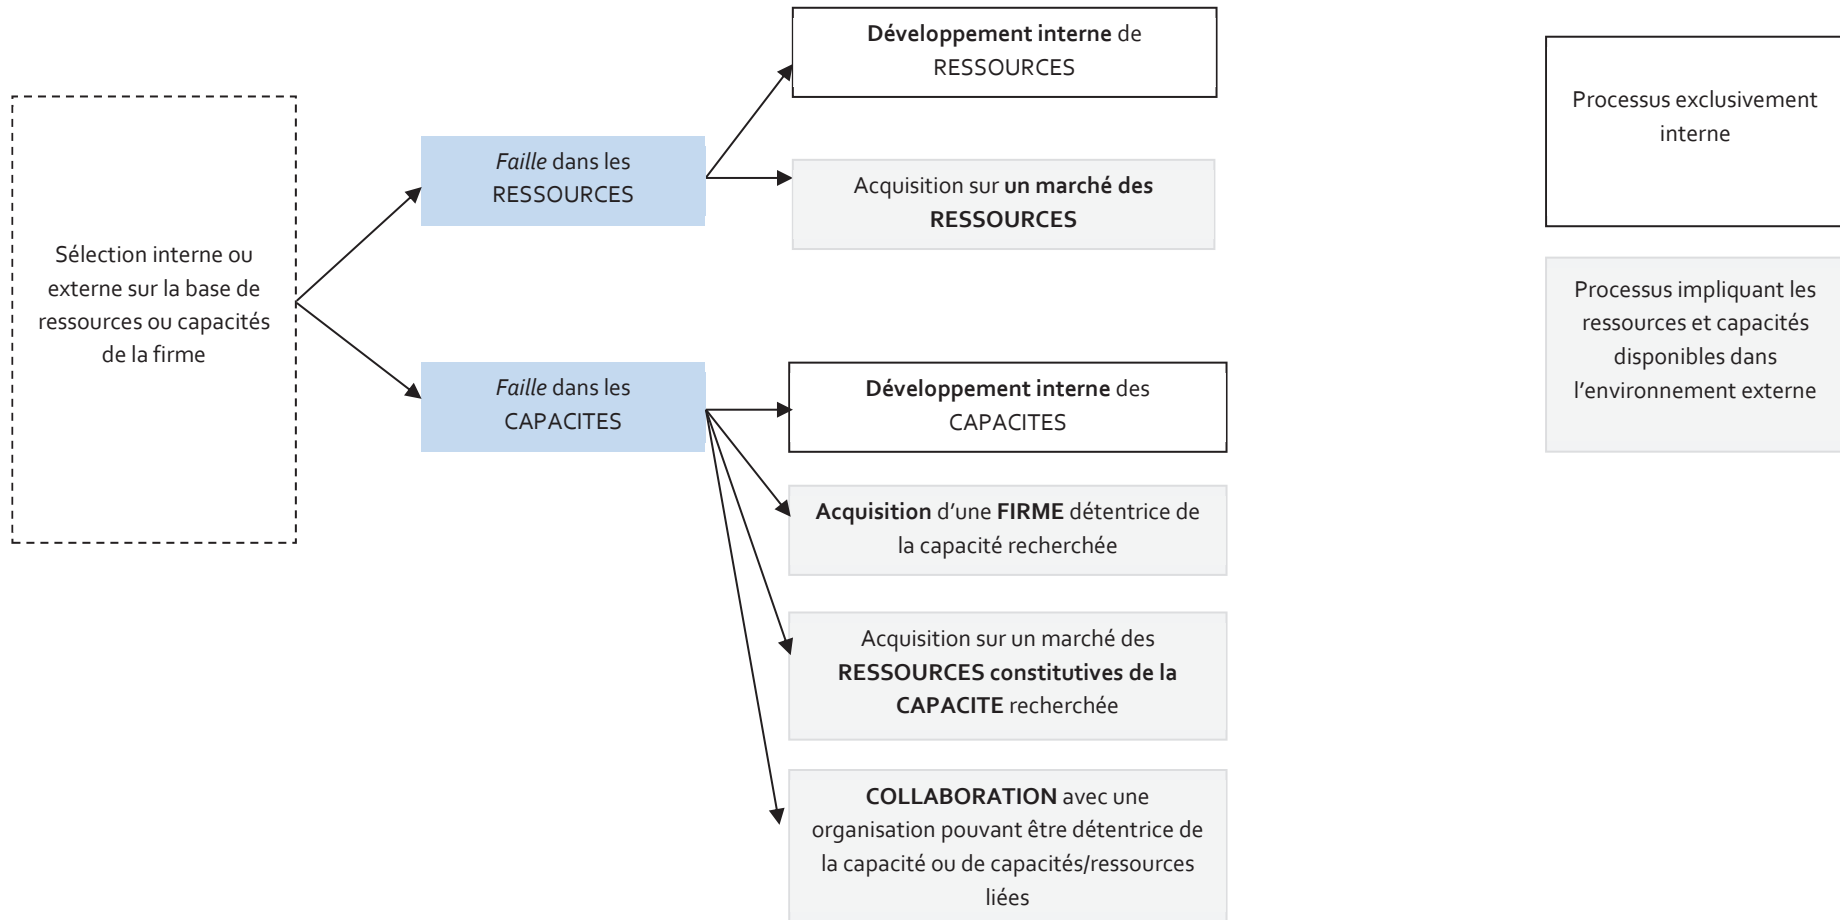 Sélection interne ou
externe sur la base de
ressources ou capacités
de la firme
Faille dans les
RESSOURCES
Faille dans les
CAPACITES
Développement interne de
RESSOURCES
Acquisition sur un marché des
RESSOURCES
Développement interne des
CAPACITES
Acquisition d'une FIRME détentrice de
la capacité recherchée
Acquisition sur un marché des
RESSOURCES constitutives de la
CAPACITE recherchée
COLLABORATION avec une
organisation pouvant être détentrice de
la capacité ou de capacités/ressources
liées
Processus exclusivement
interne
Processus impliquant les
ressources et capacités
disponibles dans
l'environnement externe